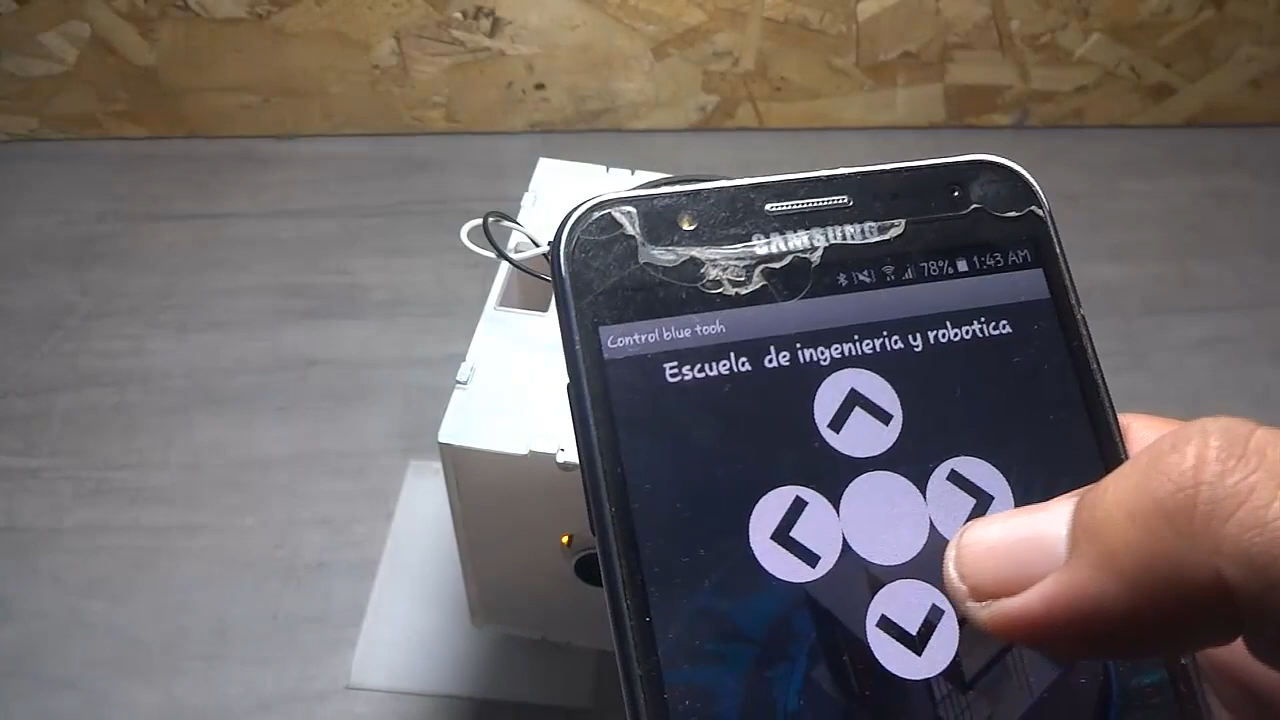 SAMSUNG
78% 1:43 AM
Control blue tooh
Escuela de ingenieria y robotica